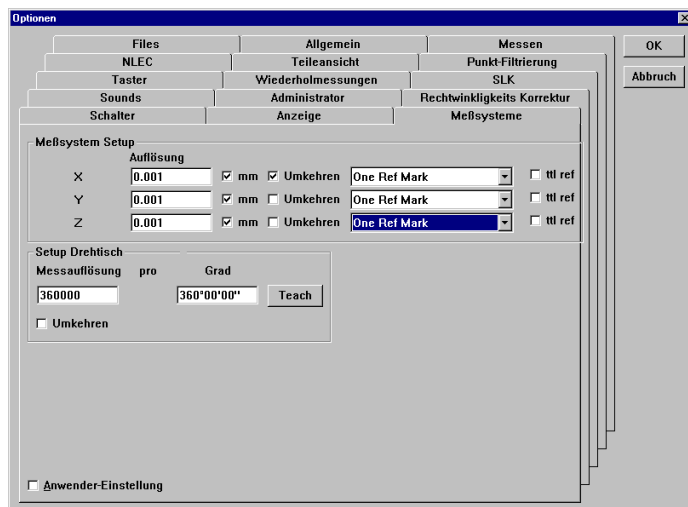 Optionen
Files Allgemein Messen
NLEC Teileansicht Punkt-Filtrierung
Taster Wiederholmessungen SLK
Sounds Administrator Rechtwinkligkeits Korrektur
Schalter Anzeige Meßsysteme
OK
Abbruch
Meßsystem Setup
Auflösung
X 0.001 mm Umkehren One Ref Mark ttl ref
Y 0.001 mm Umkehren One Ref Mark ttl ref
Z 0.001 mm Umkehren One Ref Mark ttl ref
Setup Drehtisch
Messauflösung pro Grad
360000 360°00'00" Teach
Umkehren
Anwender-Einstellung